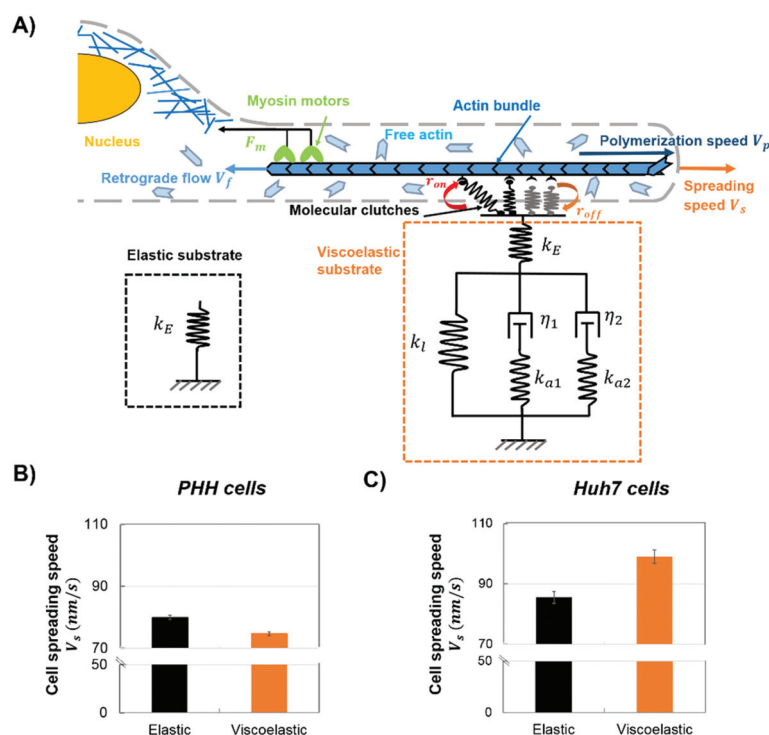 A)
Myosin motors
Actin bundle
Nucleus
F_m
Free actin
Polymerization speed V_p
Retrograde flow V_f
r_on
Spreading speed V_s
Molecular clutches
r_off
Elastic substrate
Viscoelastic substrate
k_E
k_E
k_l
η_1
η_2
k_a1
k_a2
B)
PHH cells
Cell spreading speed
V_s (nm/s)
110
90
70
50
0
Elastic
Viscoelastic
C)
Huh7 cells
Cell spreading speed
V_s (nm/s)
110
90
70
50
0
Elastic
Viscoelastic